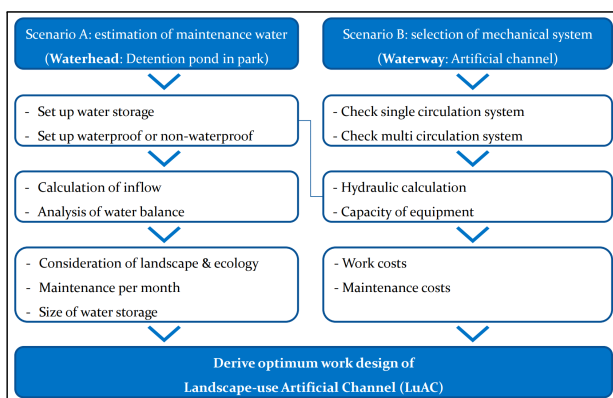 Scenario A: estimation of maintenance water
(Waterhead: Detention pond in park)
- Set up water storage
- Set up waterproof or non-waterproof
- Calculation of inflow
- Analysis of water balance
- Consideration of landscape & ecology
- Maintenance per month
- Size of water storage
Scenario B: selection of mechanical system
(Waterway: Artificial channel)
- Check single circulation system
- Check multi circulation system
- Hydraulic calculation
- Capacity of equipment
- Work costs
- Maintenance costs
Derive optimum work design of
Landscape-use Artificial Channel (LuAC)